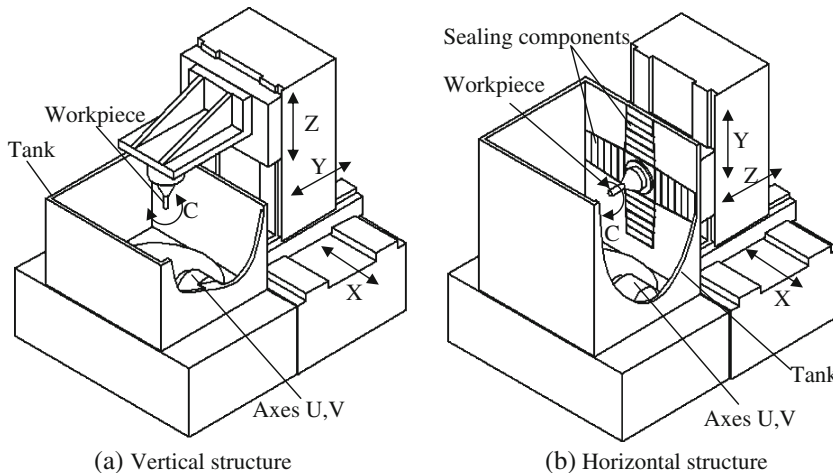 Workpiece
Tank
Z
Y
C
X
Axes U,V
(a) Vertical structure
Sealing components
Workpiece
Y
Z
C
X
Tank
Axes U,V
(b) Horizontal structure